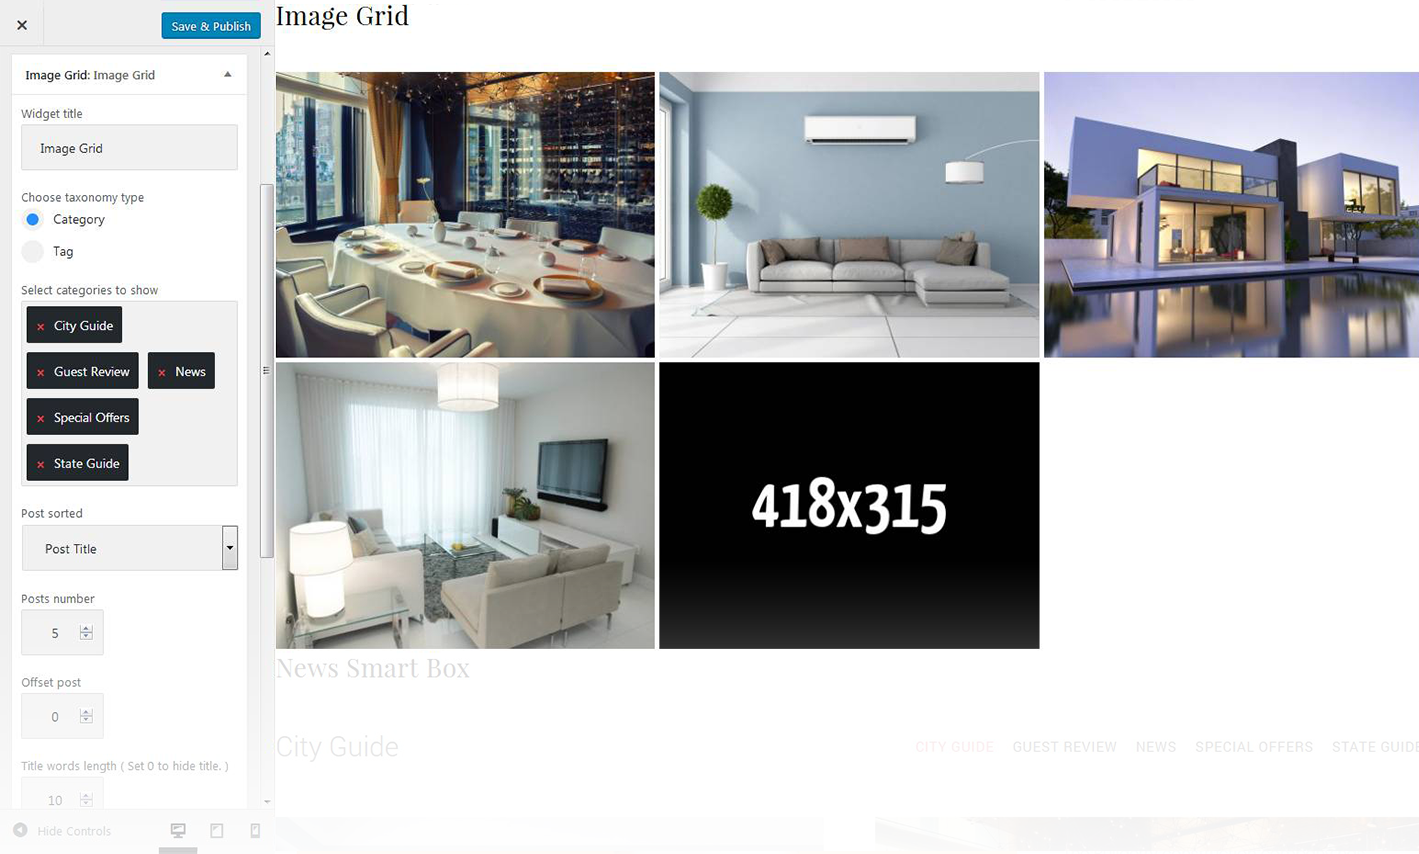 Save & Publish
Image Grid: Image Grid
Widget title
Image Grid
Choose taxonomy type
Category
Tag
Select categories to show
× City Guide
× Guest Review × News
× Special Offers
× State Guide
Post sorted
Post Title
Posts number
5
Offset post
0
Title words length ( Set 0 to hide title. )
10
Hide Controls
Image Grid
418x315
News Smart Box
City Guide
CITY GUIDE GUEST REVIEW NEWS SPECIAL OFFERS STATE GUIDE